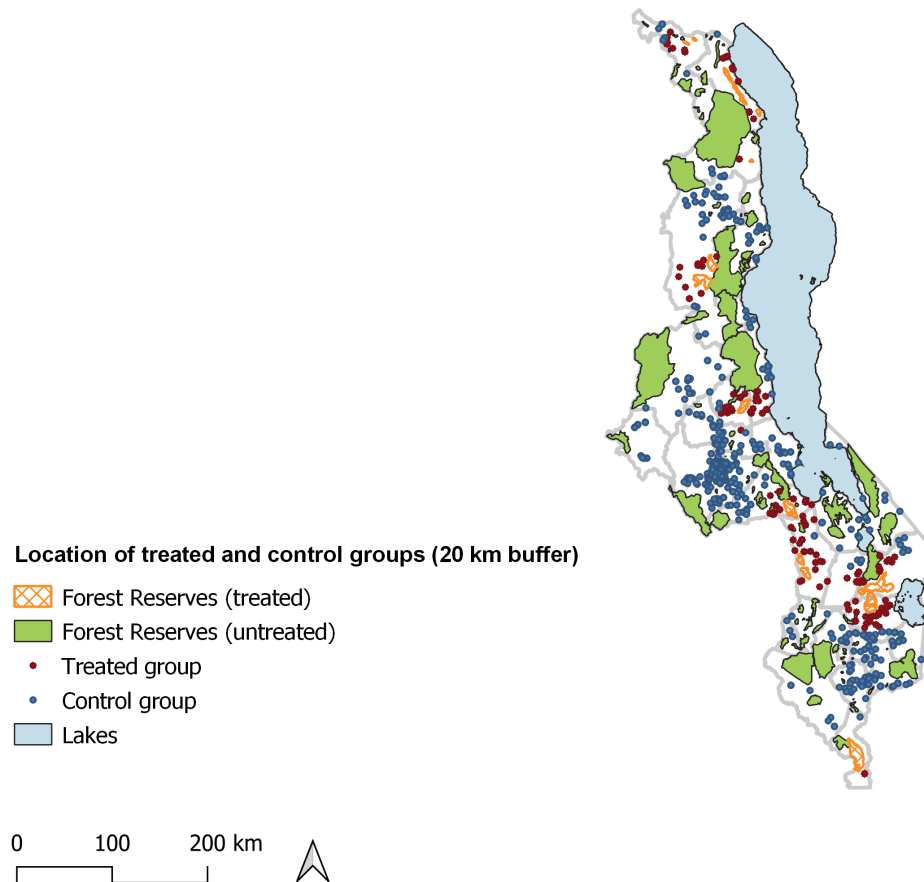 Location of treated and control groups (20 km buffer)
Forest Reserves (treated)
Forest Reserves (untreated)
Treated group
Control group
Lakes
0 100 200 km